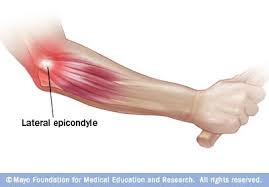 Lateral epicondyle
© Mayo Foundation for Medical Education and Research. All rights reserved.